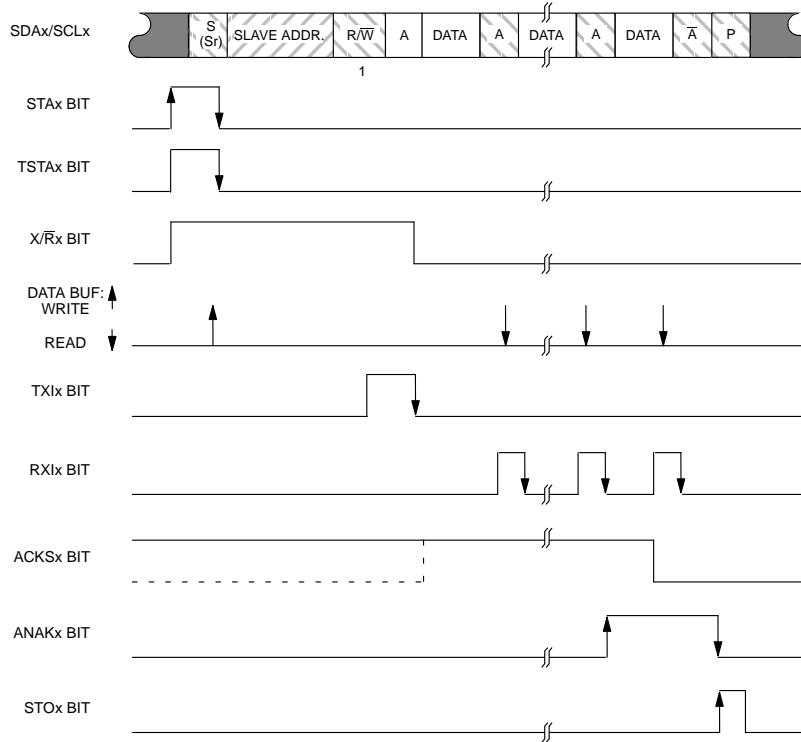 SDAx/SCLx S (Sr) SLAVE ADDR. R/W̅ A DATA A DATA A DATA A̅ P
1
STAx BIT
TSTAx BIT
X/R̅x BIT
DATA BUF:
WRITE
READ
TXIx BIT
RXIx BIT
ACKSx BIT
ANAKx BIT
STOx BIT